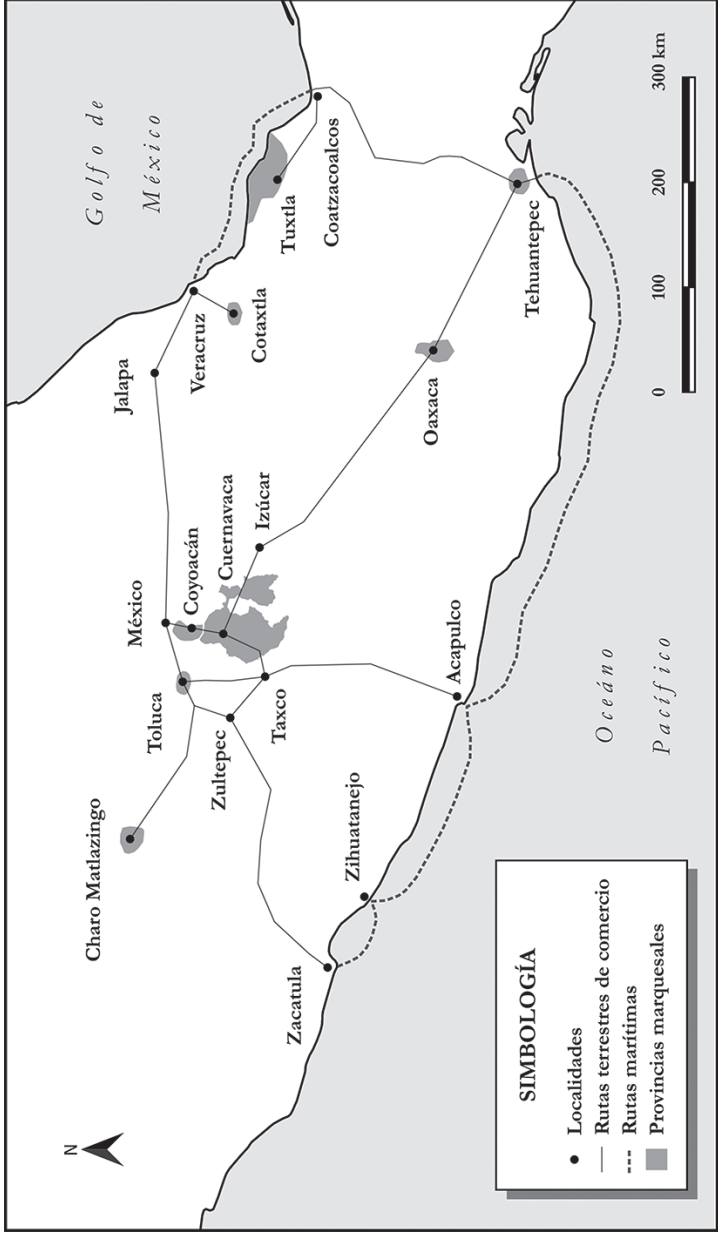 N
Golfo de
México
Charo Matlazingo
Toluca
México
Coyoacán
Cuernavaca
Izúcar
Zultepec
Taxco
Jalapa
Veracruz
Cotaxtla
Tuxtla
Coatzacoalcos
Oaxaca
Tehuantepec
Zacatula
Zihuatanejo
Acapulco
Oceáno
Pacífico
SIMBOLOGÍA
Localidades
Rutas terrestres de comercio
Rutas marítimas
Provincias marquesales
0 100 200 300 km